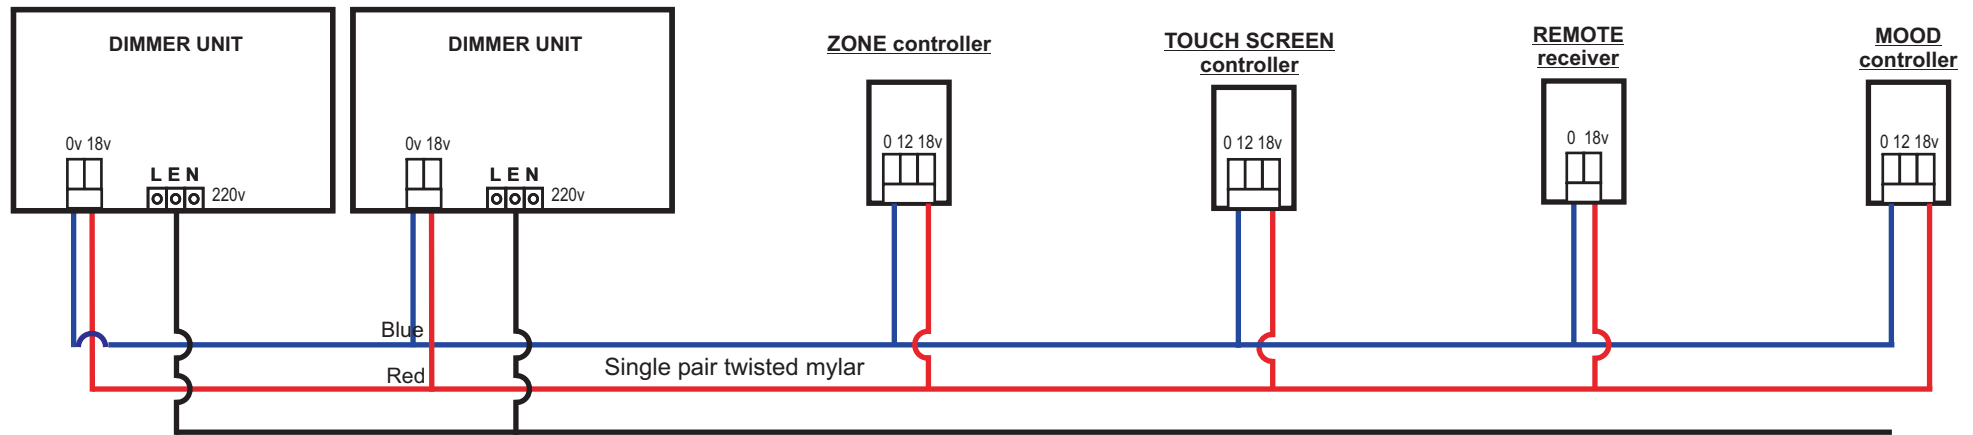 DIMMER UNIT
0v 18v
L E N
220v
DIMMER UNIT
0v 18v
L E N
220v
ZONE controller
0 12 18v
TOUCH SCREEN
controller
0 12 18v
REMOTE
receiver
0 18v
MOOD
controller
0 12 18v
Blue
Red
Single pair twisted mylar